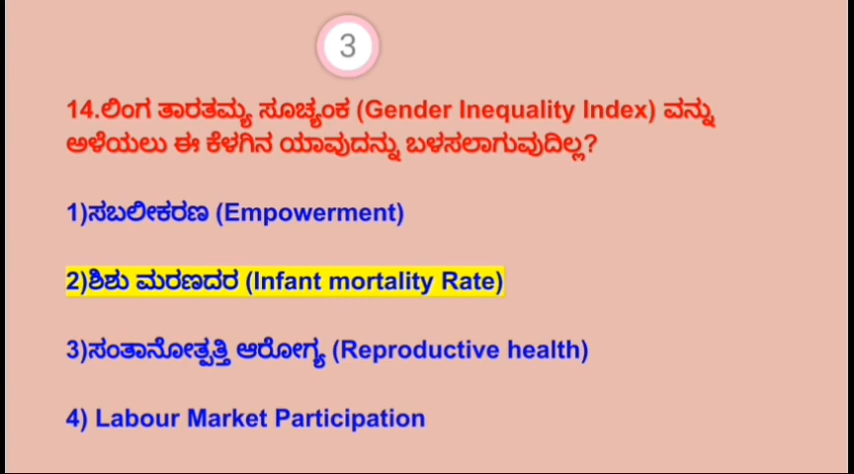 3
14.ಲಿಂಗ ತಾರತಮ್ಯ ಸೂಚ್ಯಂಕ (Gender Inequality Index) ವನ್ನು
ಅಳೆಯಲು ಈ ಕೆಳಗಿನ ಯಾವುದನ್ನು ಬಳಸಲಾಗುವುದಿಲ್ಲ?
1)ಸಬಲೀಕರಣ (Empowerment)
2)ಶಿಶು ಮರಣದರ (Infant mortality Rate)
3)ಸಂತಾನೋತ್ಪತ್ತಿ ಆರೋಗ್ಯ (Reproductive health)
4) Labour Market Participation